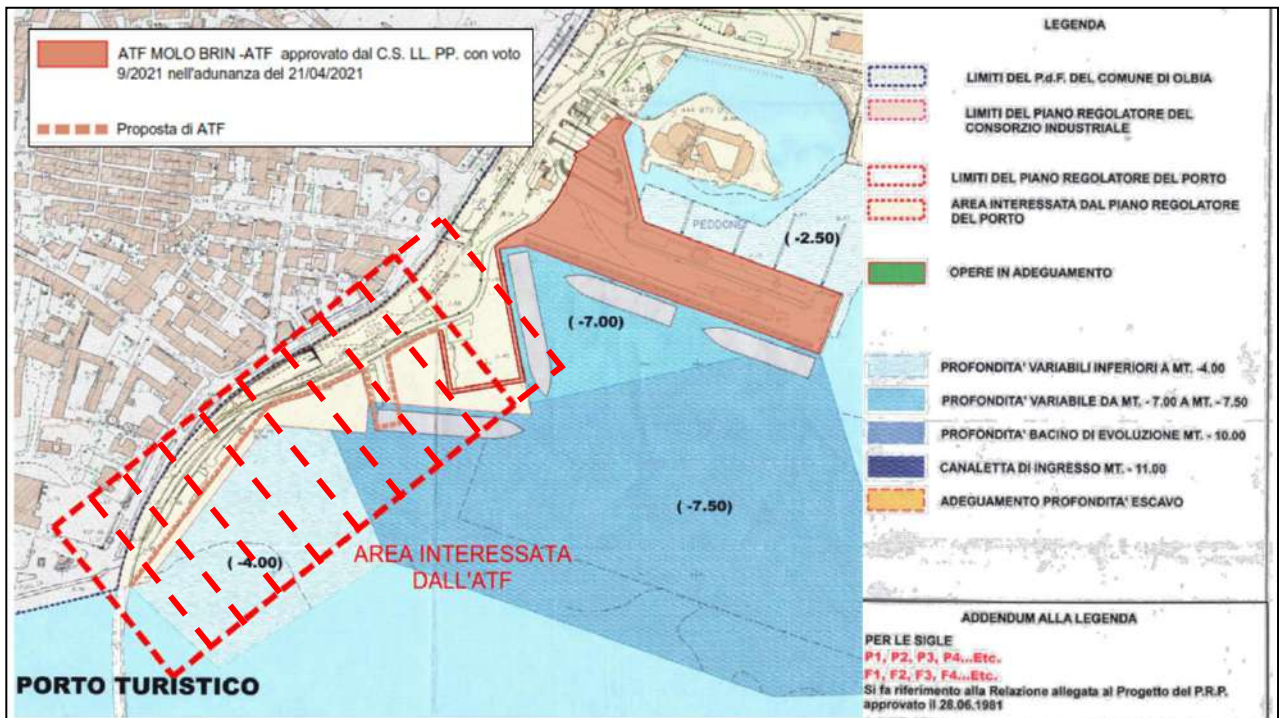 ATF MOLO BRIN -ATF approvato dal C.S. LL. PP. con voto
9/2021 nell'adunanza del 21/04/2021
Proposta di ATF
PEDDONE
( -2.50)
( -7.00)
( -7.50)
( -4.00)
AREA INTERESSATA
DALL'ATF
PORTO TURISTICO
LEGENDA
LIMITI DEL P.d.F. DEL COMUNE DI OLBIA
LIMITI DEL PIANO REGOLATORE DEL
CONSORZIO INDUSTRIALE
LIMITI DEL PIANO REGOLATORE DEL PORTO
AREA INTERESSATA DAL PIANO REGOLATORE
DEL PORTO
OPERE IN ADEGUAMENTO
PROFONDITA' VARIABILI INFERIORI A MT. -4.00
PROFONDITA' VARIABILE DA MT. - 7.00 A MT. - 7.50
PROFONDITA' BACINO DI EVOLUZIONE MT. - 10.00
CANALETTA DI INGRESSO MT. - 11.00
ADEGUAMENTO PROFONDITA' ESCAVO
ADDENDUM ALLA LEGENDA
PER LE SIGLE
P1, P2, P3, P4...Etc.
F1, F2, F3, F4...Etc.
Si fa riferimento alla Relazione allegata al Progetto del P.R.P.
approvato il 28.06.1981